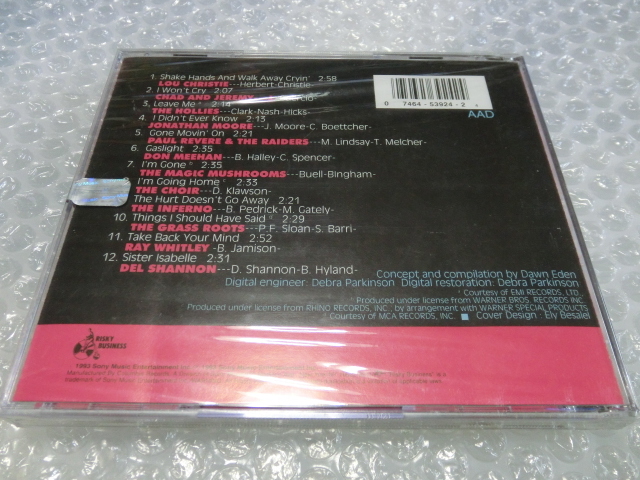 1. Shake Hands And Walk Away Cryin' 2:58
LOU CHRISTIE---Herbert-Christie-
2. I Won't Cry 2:07
CHAD AND JEREMY
3. Leave Me 2:14
THE HOLLIES---Clark-Nash-Hicks-
4. I Didn't Ever Know 2:13
JONATHAN MOORE---J. Moore-C. Boettcher-
5. Gone Movin' On 2:21
PAUL REVERE & THE RAIDERS---M. Lindsay-T. Melcher
6. Gaslight 2:35
DON MEEHAN---B. Halley-C. Spencer-
7. I'm Gone 2:35
THE MAGIC MUSHROOMS---Buell-Bingham-
I'm Going Home 2:33
THE CHOIR---D. Klawson-
The Hurt Doesn't Go Away 2:21
THE INFERNO---B. Pedrick-M. Gately-
10. Things I Should Have Said 2:29
THE GRASS ROOTS---P.F. Sloan-S. Barri-
11. Take Back Your Mind 2:52
RAY WHITLEY---B. Jamison-
12. Sister Isabelle 2:31
DEL SHANNON---D. Shannon-B. Hyland-
0 7464-53924-2
AAD
Concept and compilation by Dawn Eden
Digital engineer: Debra Parkinson Digital restoration: Debra Parkinson
Courtesy of EMI RECORDS, LTD.
Produced under license from WARNER BROS. RECORDS INC.
Produced under license from RHINO RECORDS, INC., by arrangement with WARNER SPECIAL PRODUCTS
Courtesy of MCA RECORDS, INC. Cover Design: Ely Besalel
RISKY
BUSINESS
Sony Music Entertainment
Manufactured by
trademark of Sony Music